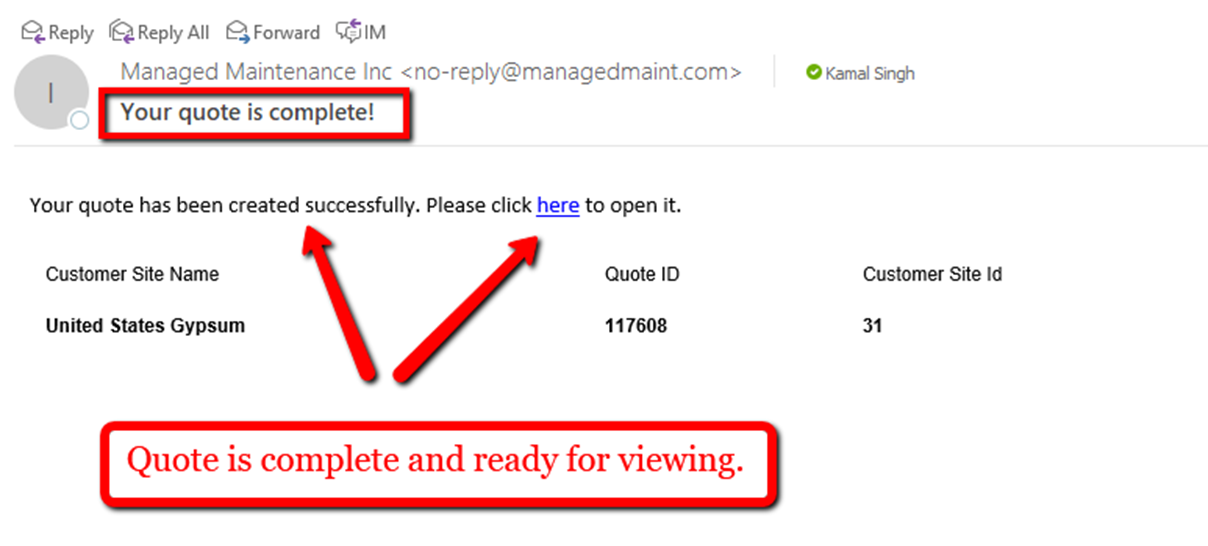 Reply Reply All Forward IM
I
Managed Maintenance Inc <no-reply@managedmaint.com> Kamal Singh
Your quote is complete!
Your quote has been created successfully. Please click here to open it.
Customer Site Name Quote ID Customer Site Id
United States Gypsum 117608 31
Quote is complete and ready for viewing.